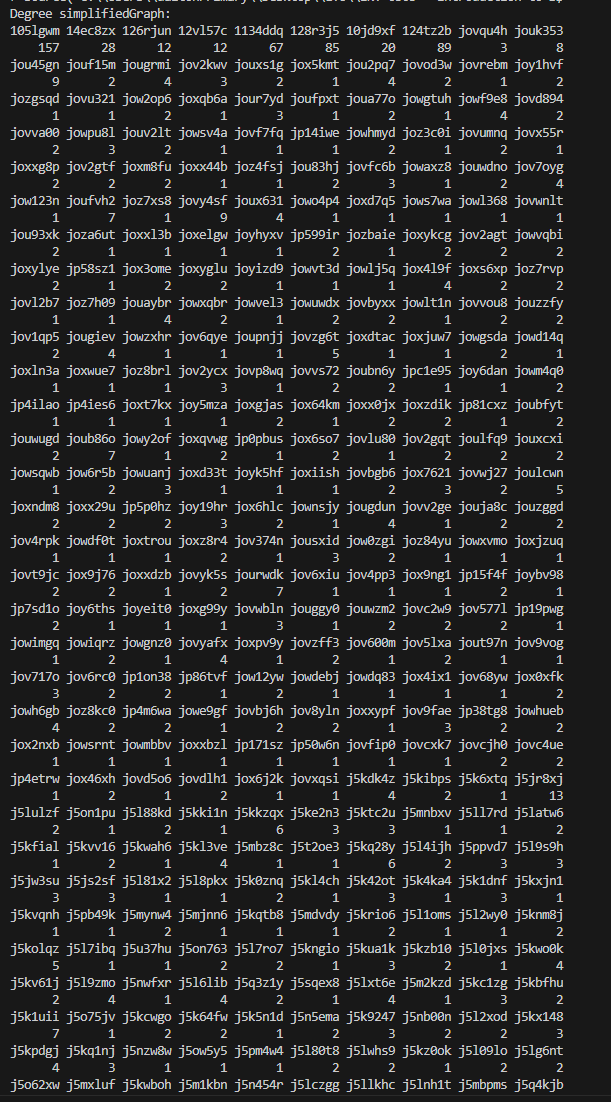 Degree simplifiedGraph:
105lgwm 14ec8zx 126rjun 12vl57c 1134ddq 128r3j5 10jd9xf 124tz2b jovqu4h jouk353
157 28 12 12 67 85 20 89 3 8
jou45gn jouf15m jougrmi jov2kwv jouxs1g jox5kmt jou2pq7 jovod3w jovrebm joy1hvf
9 2 4 3 2 1 4 2 1 2
jozgsqd jovu321 jow2op6 joxqb6a jour7yd joufpxt joua77o jowgtuh jowf9e8 jovd894
1 1 2 1 3 1 2 2 4 2
jovva00 jowpu8l jouv2lt jowsv4a jovf7fq jp14iwe jowhmyd joz3c0i jovumnq jovx55r
2 3 2 1 1 1 2 1 2 1
joxxg8p jov2gtf joxm8fu joxx44b joz4fsj jou83hj jovfc6b jowaxz8 jouwdno jov7oyg
2 2 2 1 1 2 3 1 2 4
jow123n joufvh2 joz7xs8 jovy4sf joux631 jowo4p4 joxd7q5 jows7wa jowl368 jovwnlt
1 7 1 9 4 1 1 1 1 1
jou93xk joza6ut joxxl3b joxelgw joyhyxv jp599ir jozbaie joxykcg jov2agt jowvqbi
2 1 1 1 1 2 1 2 2 2
joxylye jp58sz1 jox3ome joxyglu joyizd9 jowvt3d jowlj5q jox4l9f joxs6xp joz7rvp
2 2 2 2 1 1 1 4 2 2
jovl2b7 joz7h09 jouaybr jowxqbr jowvel3 jowuwdx jovbyxx jowlt1n jovvou8 jouzzfy
1 1 4 2 1 2 2 1 2 2
jov1qp5 jougiev jowzxhr jov6qye joupnjj jovzg6t joxdtac joxjuw7 jowgsda jowd14q
2 4 1 1 1 5 1 1 2 1
joxln3a joxwue7 joz8brl jov2ycx jovp8wq jovvs72 joubn6y jpc1e95 joy6dan jowm4q0
1 1 1 3 1 2 2 1 1 2
jp4ilao jp4ies6 joxt7kx joy5mza joxgjas jox64km joxx0jx joxzdik jp81cxz joubfyt
1 1 1 1 2 1 2 1 1 2
jouwugd joub86o jowy2of joxqvwg jp0pbus jox6so7 jovlu80 jov2gqt joulfq9 jouxcxi
2 7 2 1 1 1 2 2 2 2
jowsqwb jow6r5b jowuanj joxd33t joyk5hf joxiish jovbgb6 jox7621 jovwj27 joulcwn
1 2 3 1 1 1 2 3 2 5
joxndm8 joxx29u jp5p0hz joy19hr jox6hlc jownsjy jougdun jovv2ge jouja8c jouzggd
2 2 2 3 2 1 4 1 2 2
jov4rpk jowdf0t joxtrou joxz8r4 jov374n jousxid jow0zgi joz84yu jowxvmo joxjzuq
1 1 1 2 1 3 2 1 1 1
jovt9jc jox9j76 joxxdzb jovyk5s jourwdk jov6xiu jov4pp3 jox9ng1 jp15f4f joybv98
1 2 2 2 7 1 1 1 2 1
jp7sd1o joy6ths joyeit0 joxg99y jovwbln jouggy0 jouwzm2 jovc2w9 jov577l jp19pwg
2 1 1 1 3 1 2 2 1 1
jowimgq jowiqrz jowgnz0 jovyafx joxpv9y jovzff3 jov600m jov5lxa jout97n jov9vog
1 2 1 4 1 2 1 2 1 1
jov717o jov6rc0 jp1on38 jp86tvf jow12yw jowdebj jowdq83 jox4ix1 jov68yw jox0xfk
3 2 2 1 2 1 1 1 1 2
jowh6gb joz8kc0 jp4m6wa jowe9gf jovbj6h jov8yln joxxypf jov9fae jp38tg8 jowhueb
4 2 1 2 2 1 2 3 2 2
jox2nxb jowsrnt jowmbbv joxxbzl jp171sz jp50w6n jovfip0 jovcxk7 jovcjh0 jovc4ue
1 1 1 1 1 1 1 2 2 2
jp4etrw jox46xh jovd5o6 jovdlh1 jox6j2k jovxqsi j5kdk4z j5kibps j5k6xtq j5jr8xj
1 2 1 2 1 1 4 2 1 13
j5lulzf j5on1pu j5l88kd j5kki1n j5kkzqx j5ke2n3 j5ktc2u j5mnbxv j5ll7rd j5latw6
2 1 2 1 6 3 3 1 1 2
j5kfial j5kvv16 j5kwah6 j5kl3ve j5mbz8c j5t2oe3 j5kq28y j5l4ijh j5ppvd7 j5l9s9h
1 2 1 4 1 1 6 2 3 3
j5jw3su j5js2sf j5l81x2 j5l8pkx j5k0znq j5kl4ch j5k42ot j5k4ka4 j5k1dnf j5kxjn1
3 3 1 1 2 1 3 1 3 1
j5kvqnh j5pb49k j5mynw4 j5mjnn6 j5kqtb8 j5mdvdy j5krio6 j5l1oms j5l2wy0 j5knm8j
1 1 1 2 1 1 2 1 1 2
j5kolqz j5l7ibq j5u37hu j5on763 j5l7ro7 j5kngio j5kua1k j5kzb10 j5l0jxs j5kwo0k
5 1 1 2 2 1 3 2 1 4
j5kv61j j5l9zmo j5nwfxr j5l6lib j5q3z1y j5sqex8 j5lxt6e j5m2kzd j5kc1zg j5kbfhu
2 4 1 4 2 1 4 1 3 2
j5k1uii j5o75jv j5kcwgo j5k64fw j5k5n1d j5n5ema j5k9247 j5nb00n j5l2xod j5kx148
7 1 2 2 1 2 3 2 2 3
j5kpdgj j5kq1nj j5nzw8w j5ow5y5 j5pm4w4 j5l80t8 j5lwhs9 j5kz0ok j5l09lo j5lg6nt
4 3 1 1 1 2 2 1 2 2
j5o62xw j5mxluf j5kwboh j5m1kbn j5n454r j5lczgg j5llkhc j5lnh1t j5mbpms j5q4kjb